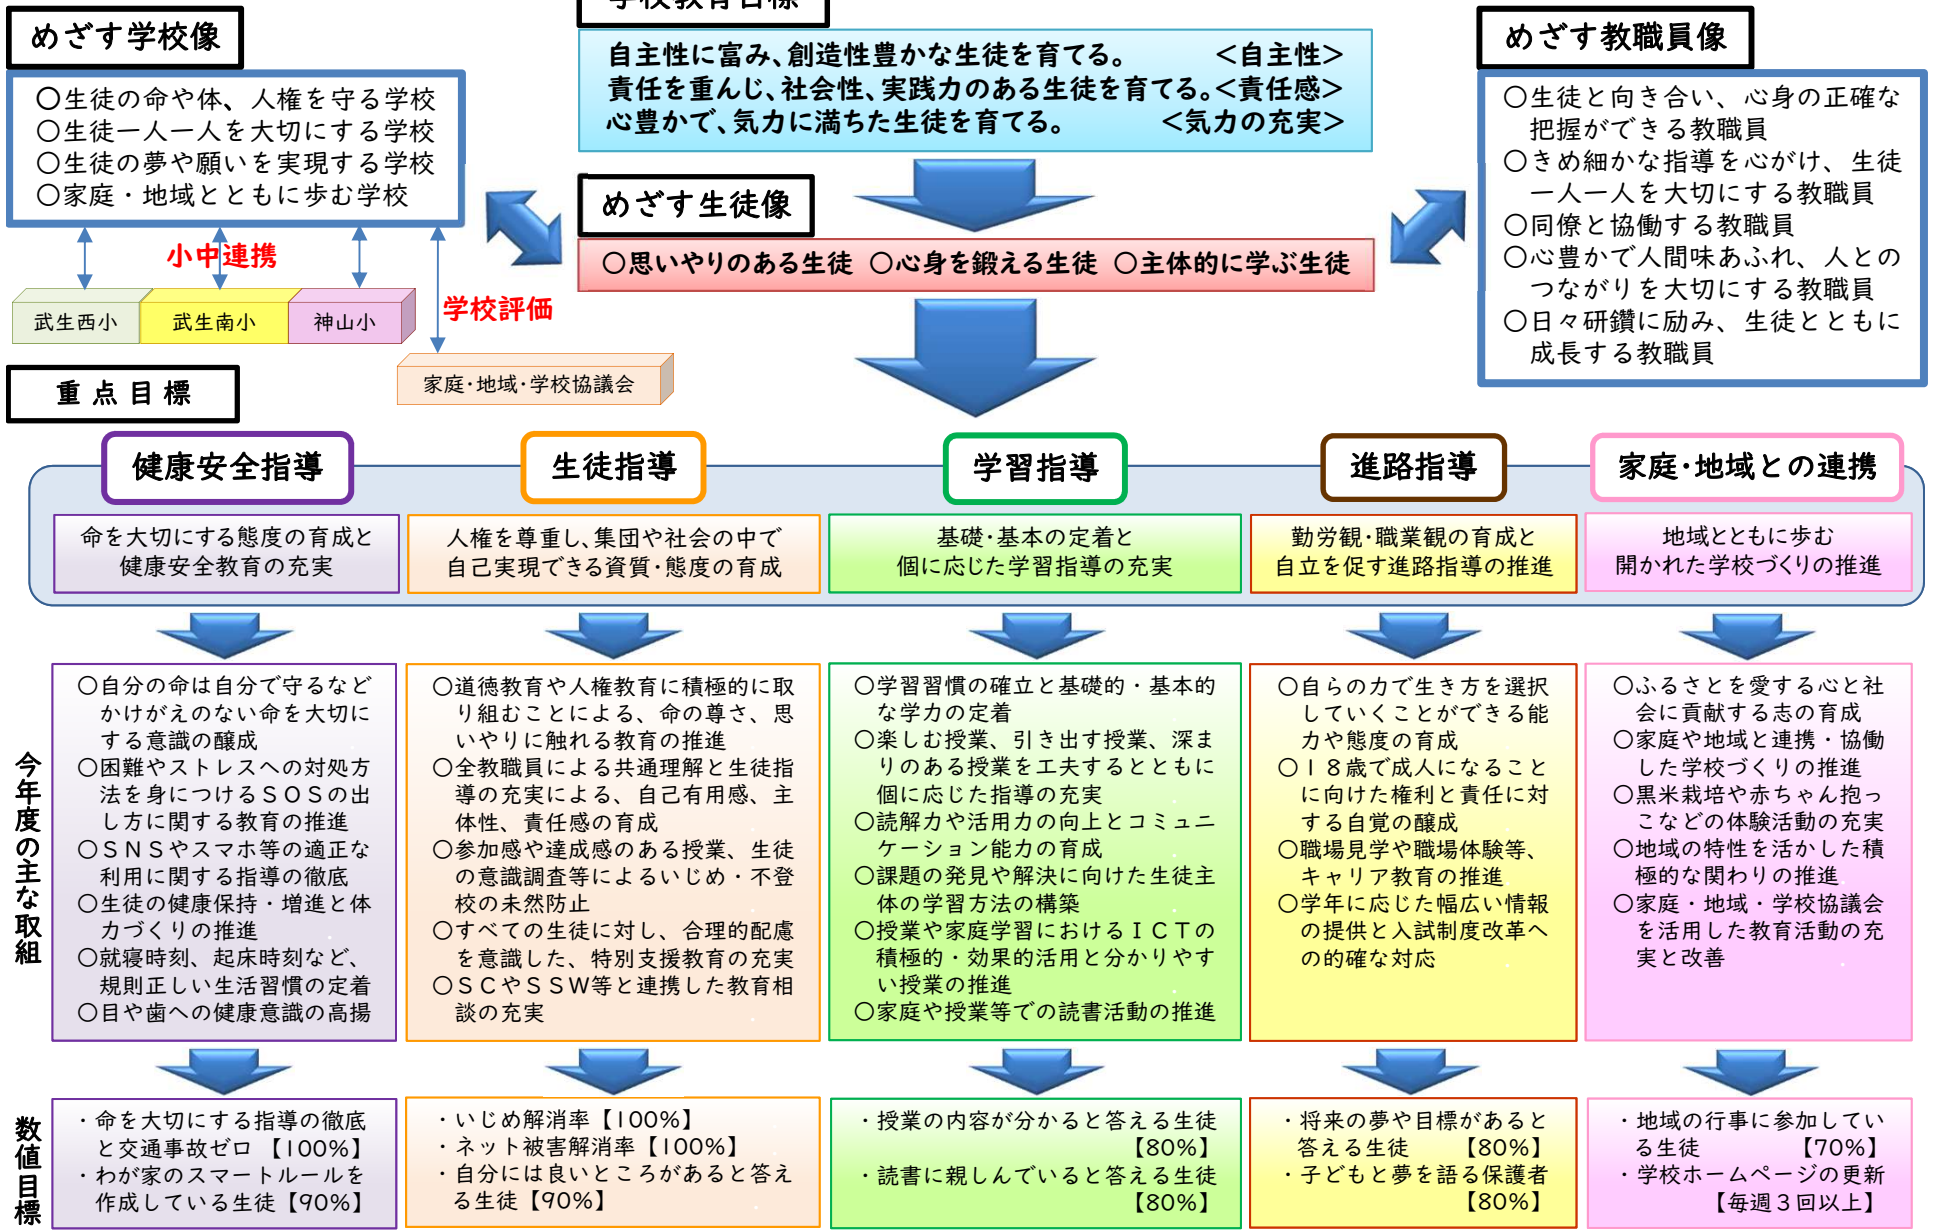 学校教育目標
めざす学校像
〇生徒の命や体、人権を守る学校
〇生徒一人一人を大切にする学校
〇生徒の夢や願いを実現する学校
〇家庭・地域とともに歩む学校
自主性に富み、創造性豊かな生徒を育てる。 <自主性>
責任を重んじ、社会性、実践力のある生徒を育てる。<責任感>
心豊かで、気力に満ちた生徒を育てる。 <気力の充実>
めざす教職員像
〇生徒と向き合い、心身の正確な
把握ができる教職員
〇きめ細かな指導を心がけ、生徒
一人一人を大切にする教職員
〇同僚と協働する教職員
〇心豊かで人間味あふれ、人との
つながりを大切にする教職員
〇日々研鑽に励み、生徒とともに
成長する教職員
めざす生徒像
〇思いやりのある生徒 〇心身を鍛える生徒 〇主体的に学ぶ生徒
小中連携
武生西小
武生南小
神山小
学校評価
家庭・地域・学校協議会
重点目標
健康安全指導
命を大切にする態度の育成と
健康安全教育の充実
生徒指導
人権を尊重し、集団や社会の中で
自己実現できる資質・態度の育成
学習指導
基礎・基本の定着と
個に応じた学習指導の充実
進路指導
勤労観・職業観の育成と
自立を促す進路指導の推進
家庭・地域との連携
地域とともに歩む
開かれた学校づくりの推進
今年度の主な取組
〇自分の命は自分で守るなど
かけがえのない命を大切に
する意識の醸成
〇困難やストレスへの対処方
法を身につけるSOSの出
し方に関する教育の推進
〇SNSやスマホ等の適正な
利用に関する指導の徹底
〇生徒の健康保持・増進と体
力づくりの推進
〇就寝時刻、起床時刻など、
規則正しい生活習慣の定着
〇目や歯への健康意識の高揚
〇道徳教育や人権教育に積極的に取
り組むことによる、命の尊さ、思
いやりに触れる教育の推進
〇全教職員による共通理解と生徒指
導の充実による、自己有用感、主
体性、責任感の育成
〇参加感や達成感のある授業、生徒
の意識調査等によるいじめ・不登
校の未然防止
〇すべての生徒に対し、合理的配慮
を意識した、特別支援教育の充実
〇SCやSSW等と連携した教育相
談の充実
〇学習習慣の確立と基礎的・基本的
な学力の定着
〇楽しむ授業、引き出す授業、深ま
りのある授業を工夫するとともに
個に応じた指導の充実
〇読解力や活用力の向上とコミュニ
ケーション能力の育成
〇課題の発見や解決に向けた生徒主
体の学習方法の構築
〇授業や家庭学習におけるICTの
積極的・効果的活用と分かりやす
い授業の推進
〇家庭や授業等での読書活動の推進
〇自らの力で生き方を選択
していくことができる能
力や態度の育成
〇18歳で成人になること
に向けた権利と責任に対
する自覚の醸成
〇職場見学や職場体験等、
キャリア教育の推進
〇学年に応じた幅広い情報
の提供と入試制度改革へ
の的確な対応
〇ふるさとを愛する心と社
会に貢献する志の育成
〇家庭や地域と連携・協働
した学校づくりの推進
〇黒米栽培や赤ちゃん抱っ
こなどの体験活動の充実
〇地域の特性を活かした積
極的な関わりの推進
〇家庭・地域・学校協議会
を活用した教育活動の充
実と改善
数値目標
・命を大切にする指導の徹底
と交通事故ゼロ【100%】
・わが家のスマートルールを
作成している生徒【90%】
・いじめ解消率【100%】
・ネット被害解消率【100%】
・自分には良いところがあると答え
る生徒【90%】
・授業の内容が分かると答える生徒
【80%】
・読書に親しんでいると答える生徒
【80%】
・将来の夢や目標があると
答える生徒 【80%】
・子どもと夢を語る保護者
【80%】
・地域の行事に参加してい
る生徒 【70%】
・学校ホームページの更新
【毎週3回以上】